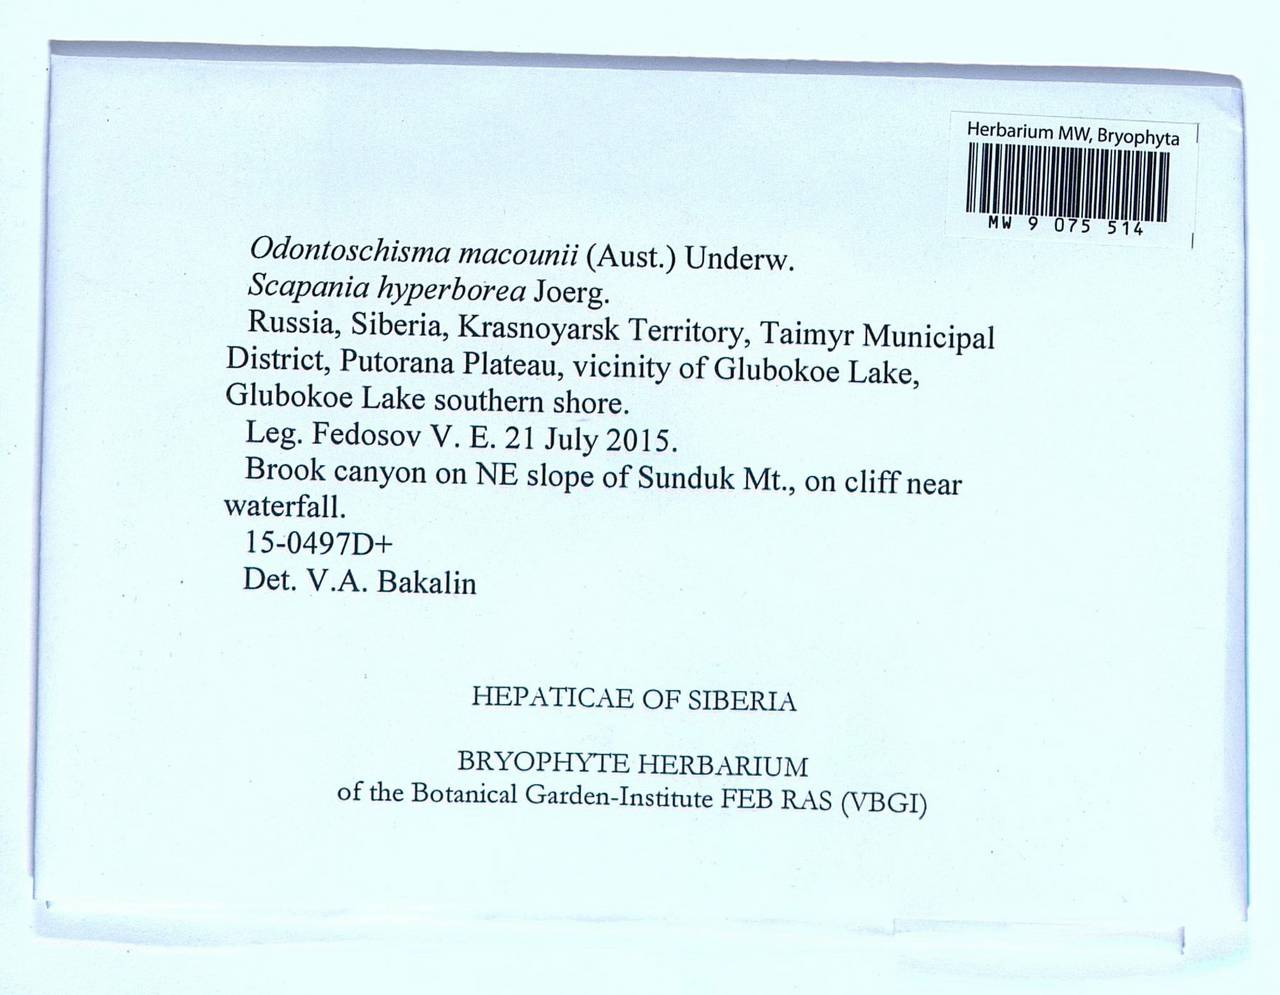 Herbarium MW, Bryophyta
MW 9 075 514
Odontoschisma macounii (Aust.) Underw.
Scapania hyperborea Joerg.
Russia, Siberia, Krasnoyarsk Territory, Taimyr Municipal
District, Putorana Plateau, vicinity of Glubokoe Lake,
Glubokoe Lake southern shore.
Leg. Fedosov V. E. 21 July 2015.
Brook canyon on NE slope of Sunduk Mt., on cliff near
waterfall.
15-0497D+
Det. V.A. Bakalin
HEPATICAE OF SIBERIA
BRYOPHYTE HERBARIUM
of the Botanical Garden-Institute FEB RAS (VBGI)